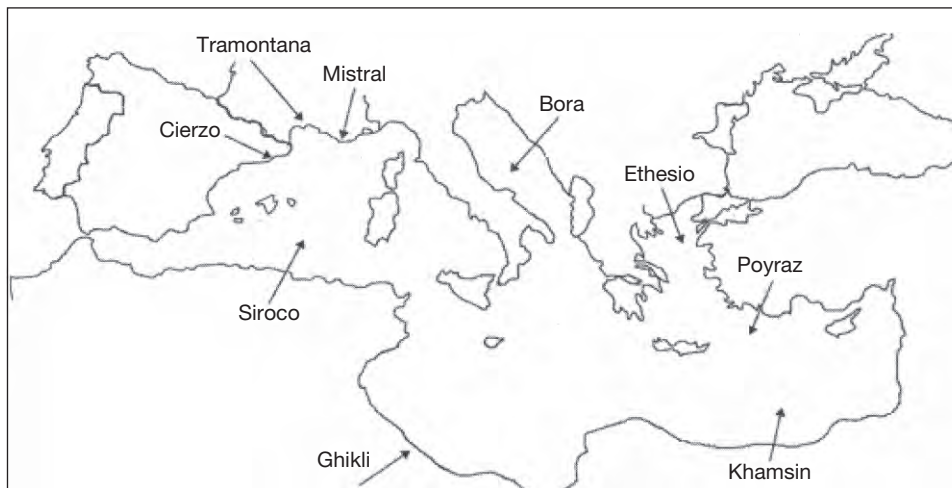 Tramontana
Mistral
Bora
Cierzo
Ethesio
Poyraz
Siroco
Ghikli
Khamsin